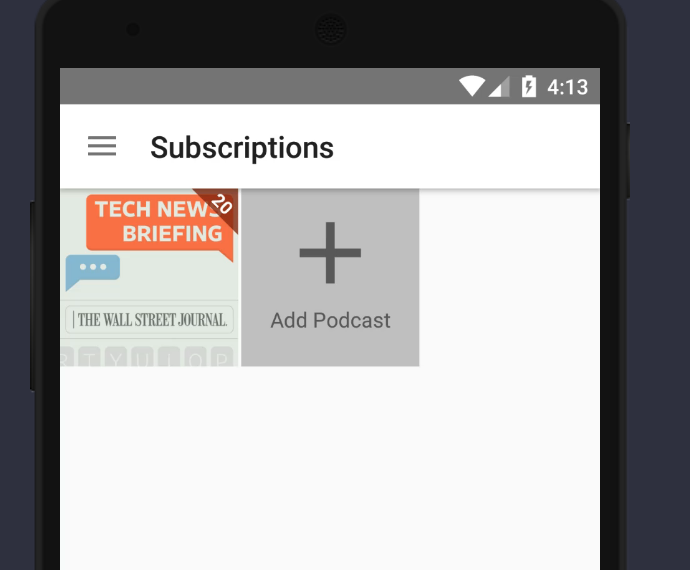 4:13
Subscriptions
20
TECH NEWS
BRIEFING
THE WALL STREET JOURNAL.
R T Y U I O P
Add Podcast